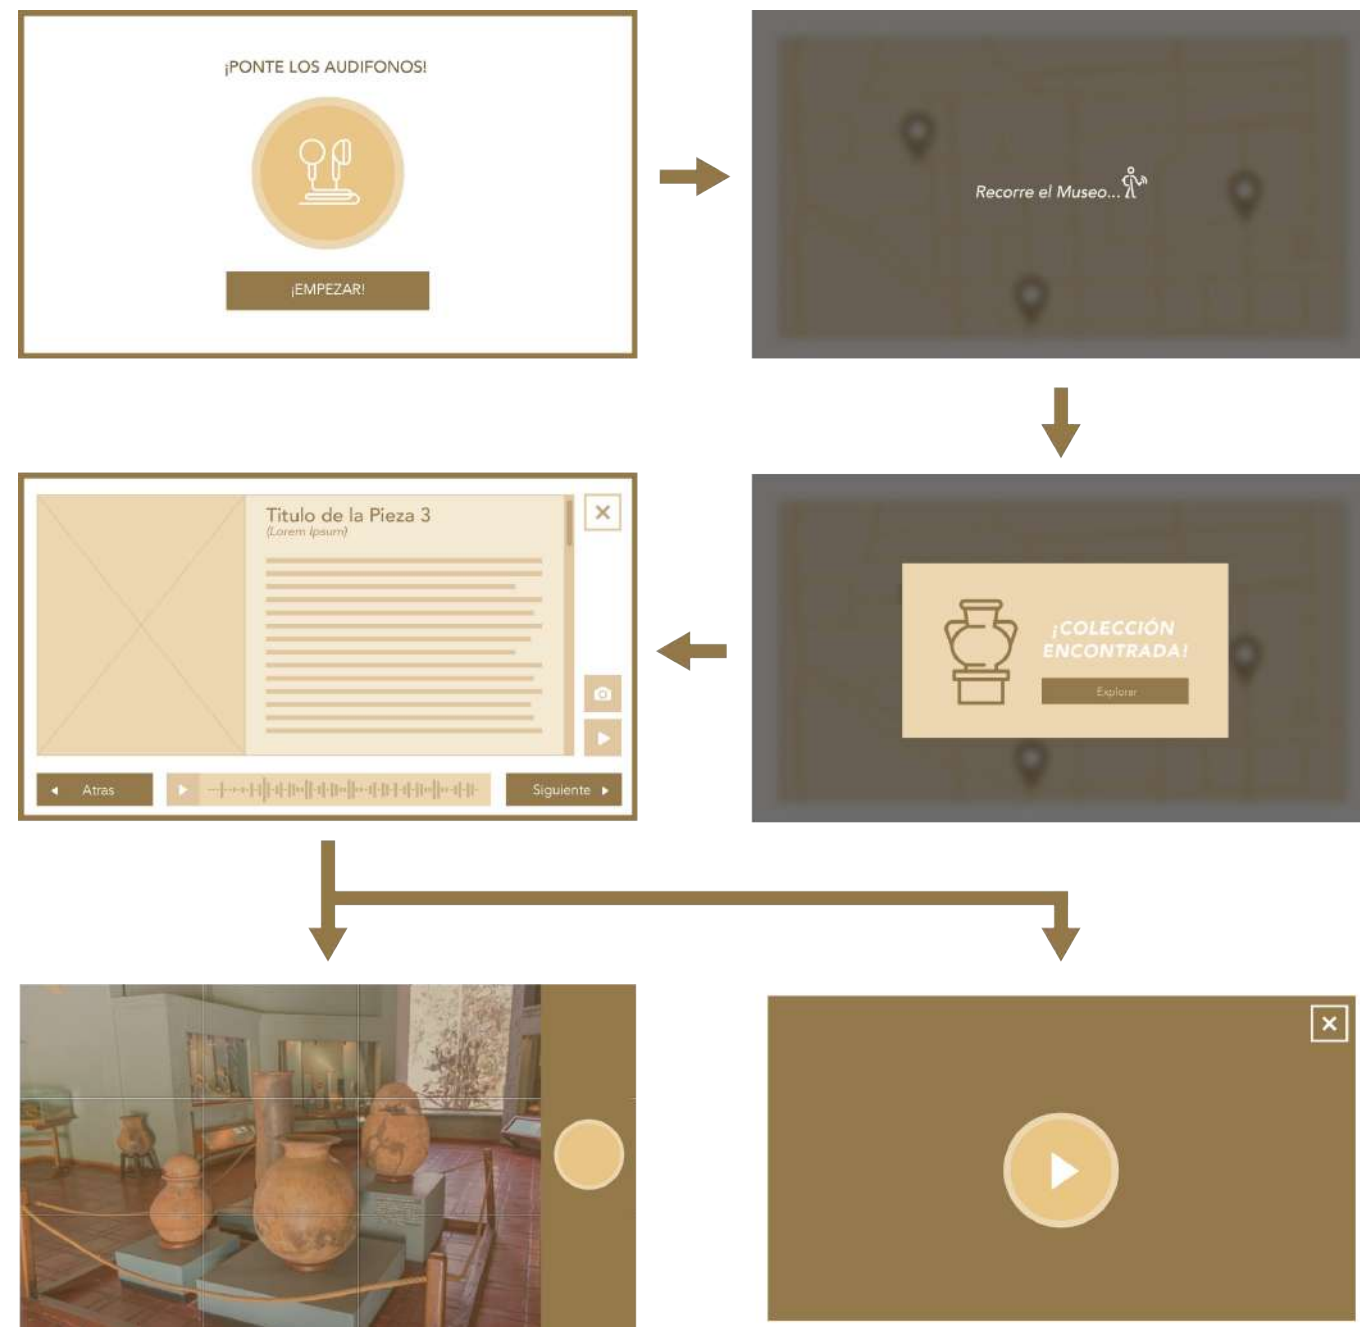 ¡PONTE LOS AUDIFONOS!
¡EMPEZAR!
Recorre el Museo...
¡COLECCIÓN
ENCONTRADA!
Explorar
Titulo de la Pieza 3
(Lorem Ipsum)
Atras
Siguiente